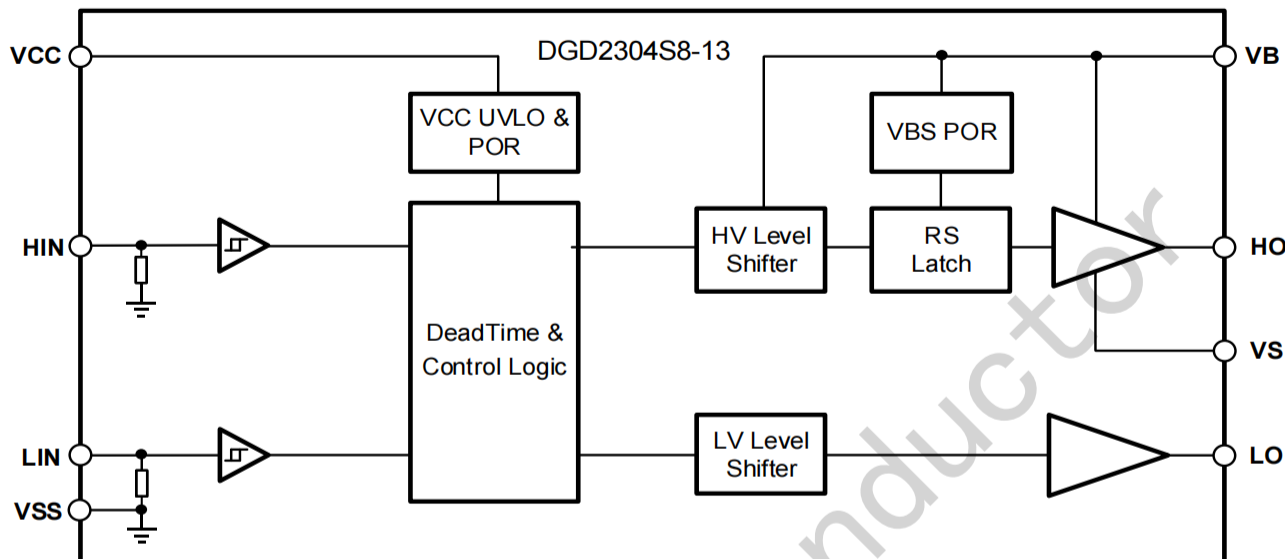 DGD2304S8-13
VCC
VB
VCC UVLO &
POR
VBS POR
HIN
HV Level
Shifter
RS
Latch
HO
DeadTime &
Control Logic
VS
LIN
LV Level
Shifter
LO
VSS
nductor